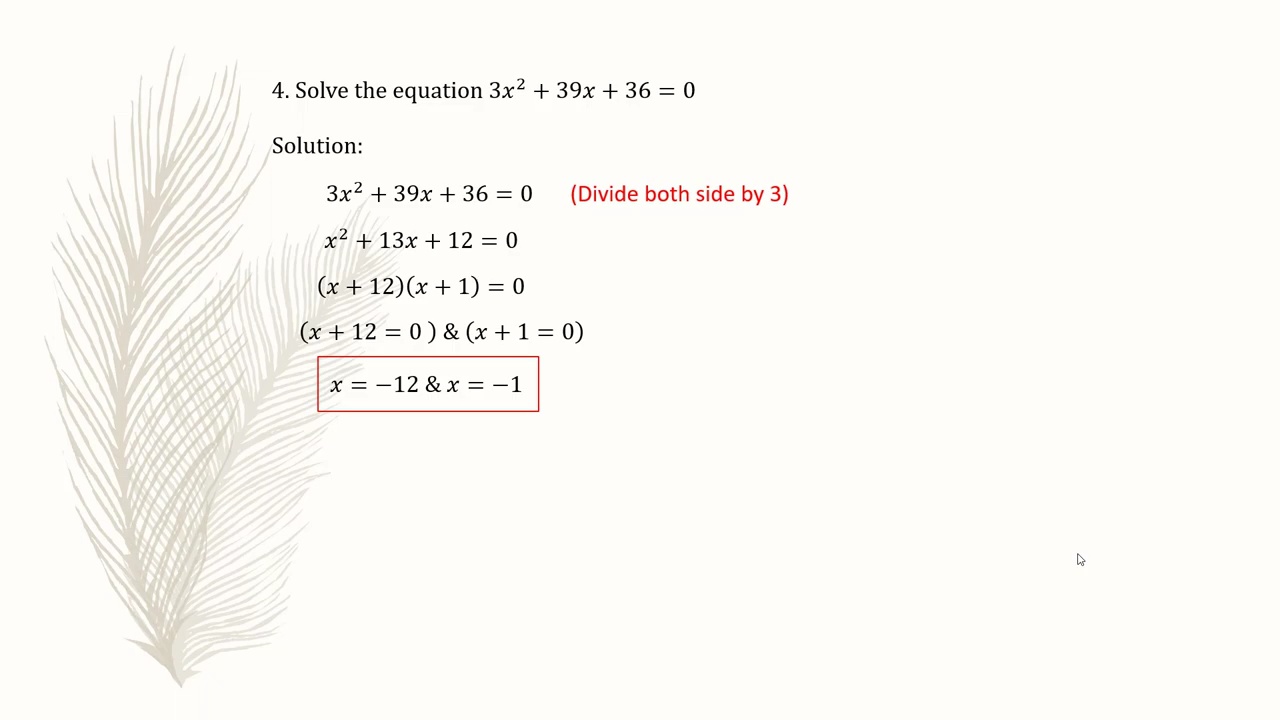 4. Solve the equation 3x² + 39x + 36 = 0
Solution:
3x² + 39x + 36 = 0 (Divide both side by 3)
x² + 13x + 12 = 0
(x + 12)(x + 1) = 0
(x + 12 = 0 ) & (x + 1 = 0)
x = −12 & x = −1